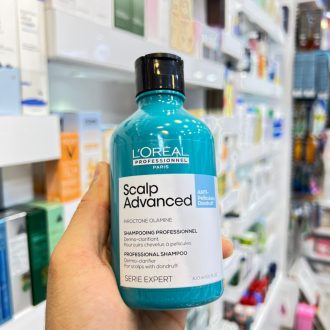 L'ORÉAL
PROFESSIONNEL
PARIS
Scalp
Advanced
ANTI-
Pelliculaire
Dandruff
PIROCTONE OLAMINE
SHAMPOOING PROFESSIONNEL
Dermo-clarifiant
Pour cuirs chevelus à pellicules
PROFESSIONAL SHAMPOO
Dermo-clarifier
For scalps with dandruff
SERIE EXPERT